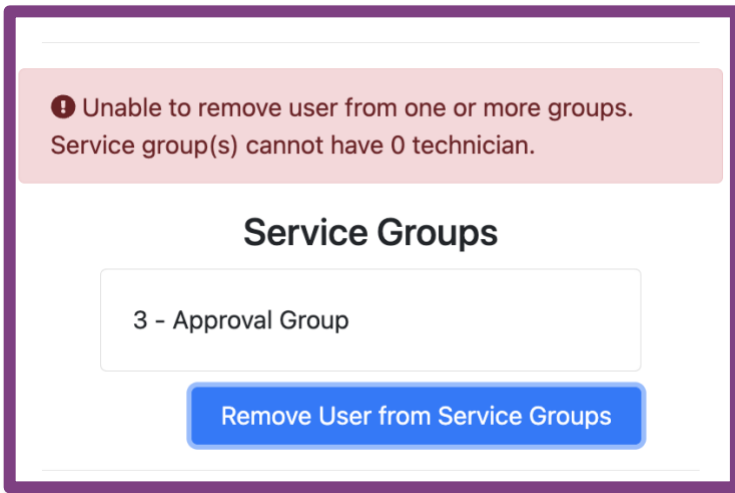 Unable to remove user from one or more groups.
Service group(s) cannot have 0 technician.
Service Groups
3 - Approval Group
Remove User from Service Groups